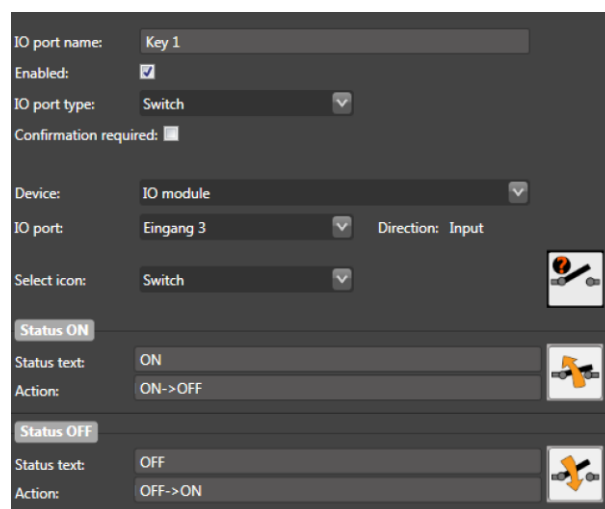 IO port name: Key 1
Enabled:
IO port type: Switch
Confirmation required:
Device: IO module
IO port: Eingang 3 Direction: Input
Select icon: Switch
?
Status ON
Status text: ON
Action: ON->OFF
Status OFF
Status text: OFF
Action: OFF->ON